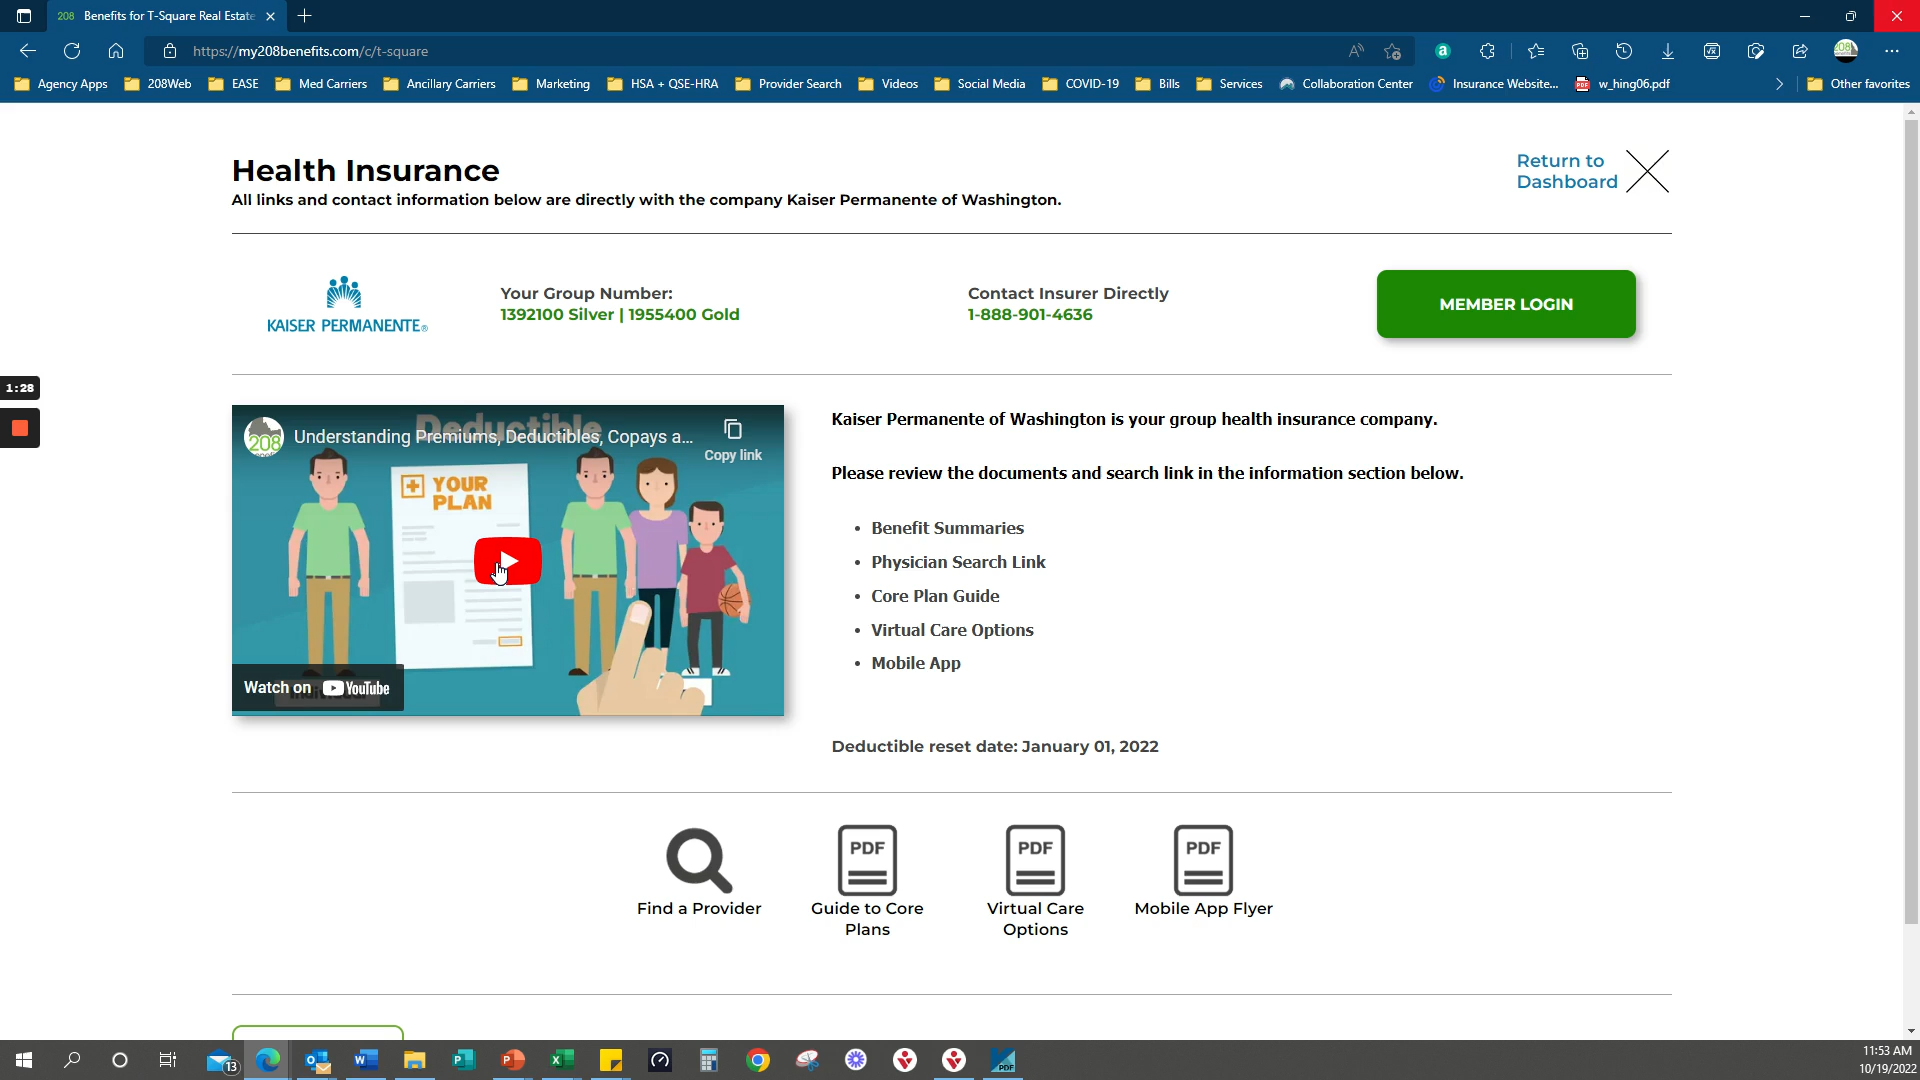 208 Benefits for T-Square Real Estate
https://my208benefits.com/c/t-square
Agency Apps 208Web EASE Med Carriers Ancillary Carriers Marketing HSA + QSE-HRA Provider Search Videos Social Media COVID-19 Bills Services Collaboration Center Insurance Website... w_hing06.pdf Other favorites
Health Insurance
All links and contact information below are directly with the company Kaiser Permanente of Washington.
Return to
Dashboard
KAISER PERMANENTE®
Your Group Number:
1392100 Silver | 1955400 Gold
Contact Insurer Directly
1-888-901-4636
MEMBER LOGIN
1:28
Deductible
208
Understanding Premiums, Deductibles, Copays a...
Copy link
YOUR
PLAN
Watch on YouTube
Kaiser Permanente of Washington is your group health insurance company.
Please review the documents and search link in the information section below.
• Benefit Summaries
• Physician Search Link
• Core Plan Guide
• Virtual Care Options
• Mobile App
Deductible reset date: January 01, 2022
Find a Provider
PDF
Guide to Core
Plans
PDF
Virtual Care
Options
PDF
Mobile App Flyer
13
11:53 AM
10/19/2022